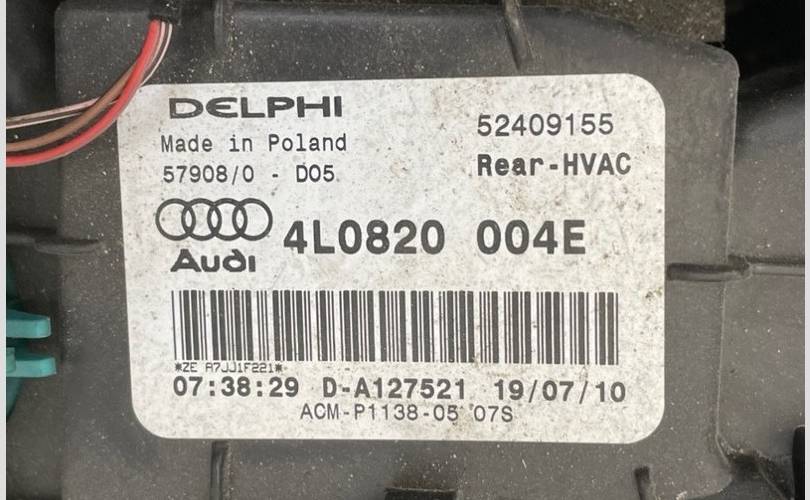 DELPHI
52409155
Made in Poland
Rear-HVAC
57908/0 - D05
Audi 4L0820 004E
*ZE A7JJ1F221*
07:38:29 D-A127521 19/07/10
ACM-P1138-05 07S